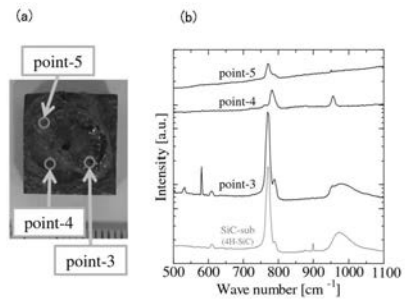 (a)
point-5
point-4
point-3
(b)
Intensity [a.u.]
point-5
point-4
point-3
SiC-sub
(4H-SiC)
500 600 700 800 900 1000 1100
Wave number [cm⁻¹]